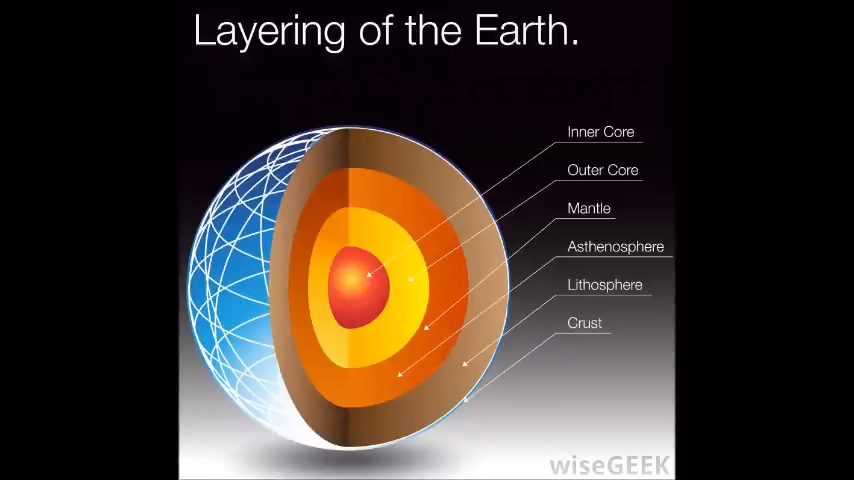 Layering of the Earth.
Inner Core
Outer Core
Mantle
Asthenosphere
Lithosphere
Crust
wiseGEEK